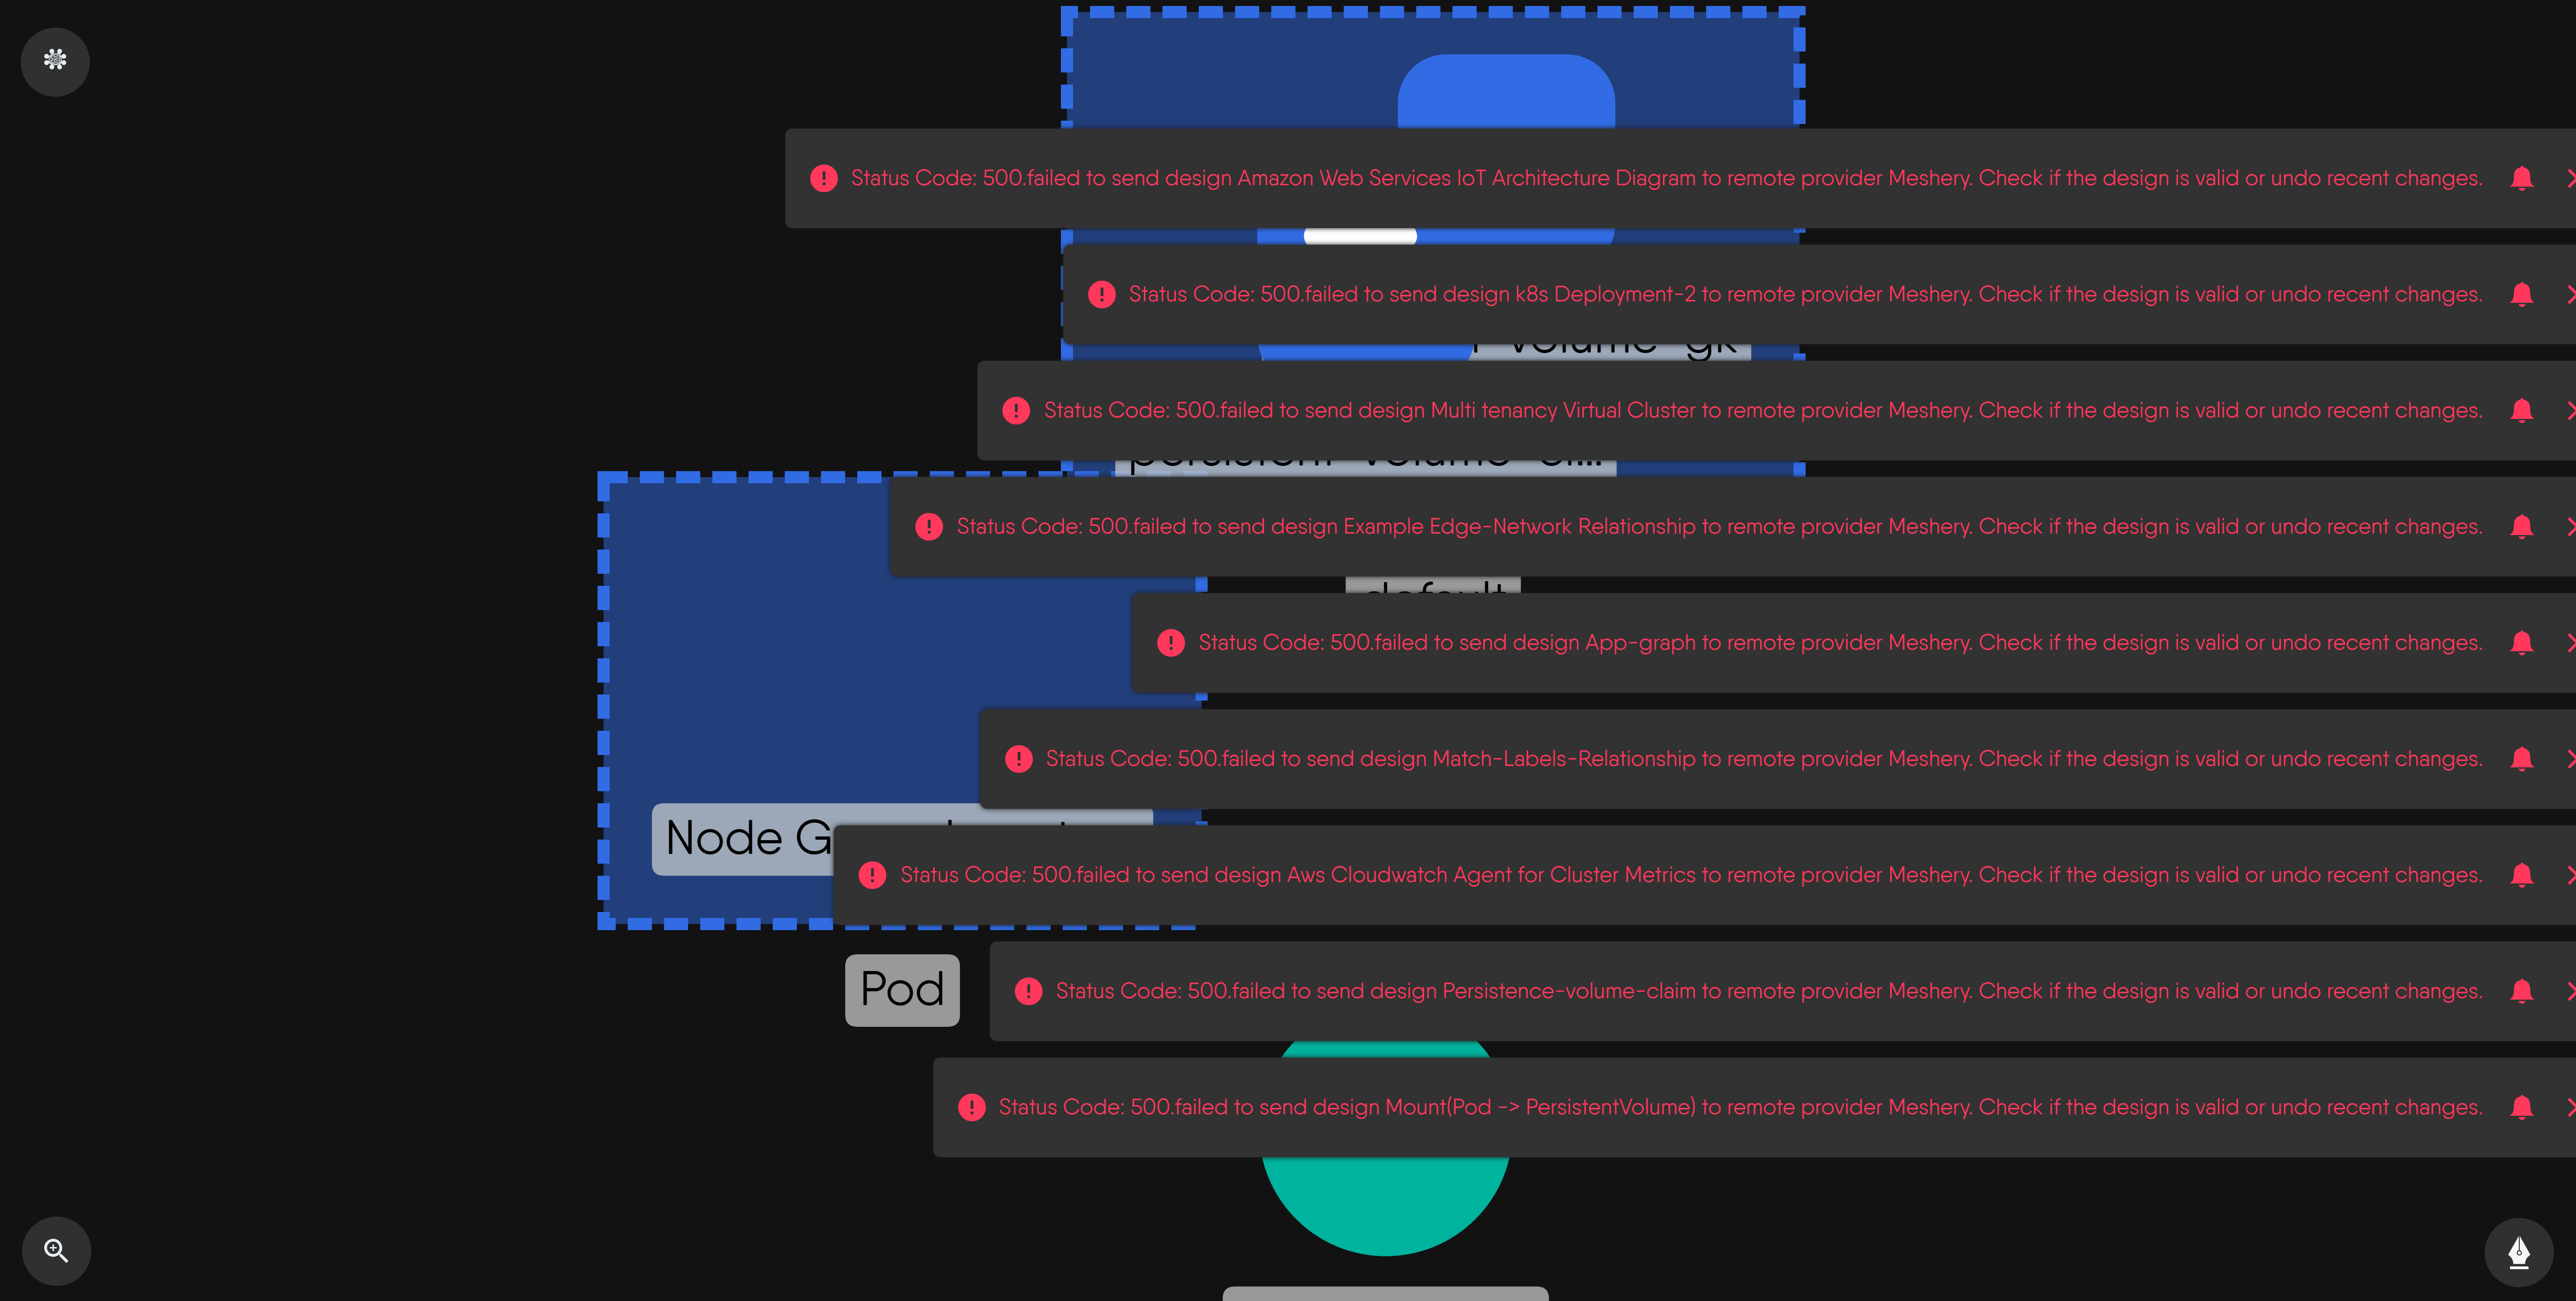 Status Code: 500.failed to send design Amazon Web Services IoT Architecture Diagram to remote provider Meshery. Check if the design is valid or undo recent changes.
Status Code: 500.failed to send design k8s Deployment-2 to remote provider Meshery. Check if the design is valid or undo recent changes.
Status Code: 500.failed to send design Multi tenancy Virtual Cluster to remote provider Meshery. Check if the design is valid or undo recent changes.
Status Code: 500.failed to send design Example Edge-Network Relationship to remote provider Meshery. Check if the design is valid or undo recent changes.
default
Status Code: 500.failed to send design App-graph to remote provider Meshery. Check if the design is valid or undo recent changes.
Status Code: 500.failed to send design Match-Labels-Relationship to remote provider Meshery. Check if the design is valid or undo recent changes.
Node G
Status Code: 500.failed to send design Aws Cloudwatch Agent for Cluster Metrics to remote provider Meshery. Check if the design is valid or undo recent changes.
Pod
Status Code: 500.failed to send design Persistence-volume-claim to remote provider Meshery. Check if the design is valid or undo recent changes.
Status Code: 500.failed to send design Mount(Pod -> PersistentVolume) to remote provider Meshery. Check if the design is valid or undo recent changes.